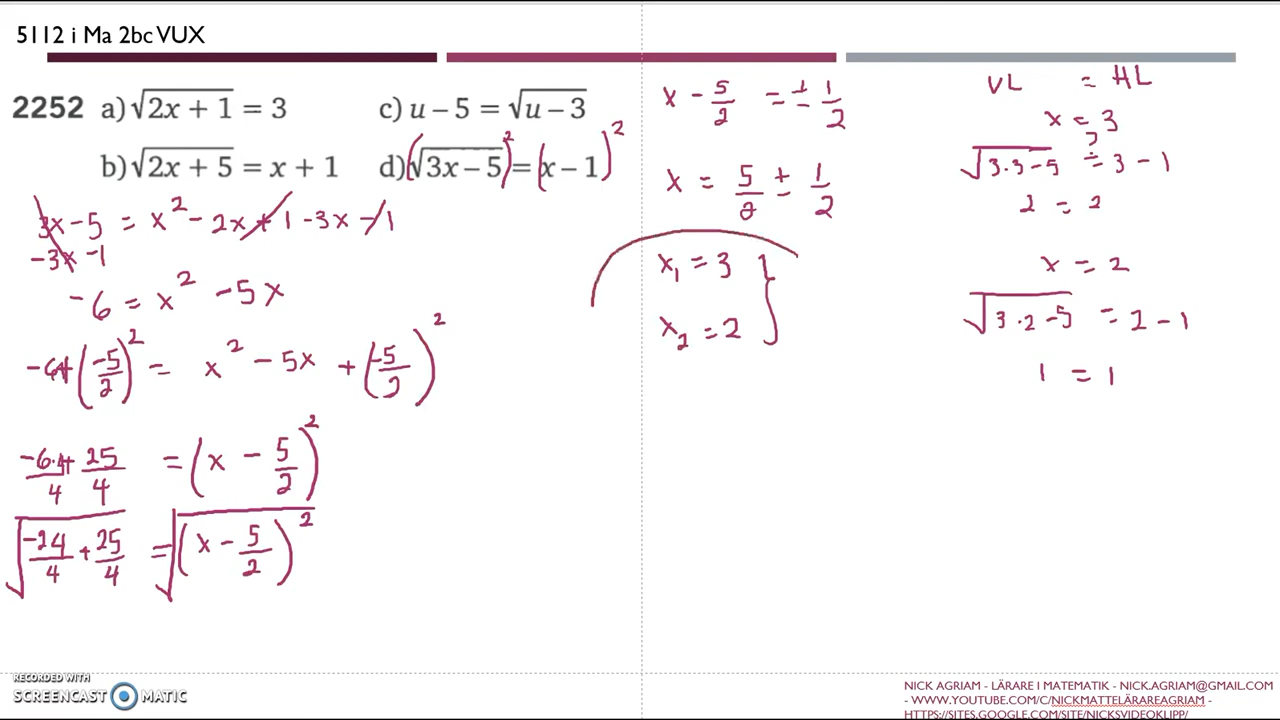 5112 i Ma 2bc VUX
2252 a) √(2x + 1) = 3
c) u – 5 = √(u – 3)
b) √(2x + 5) = x + 1
d) (√(3x – 5))² = (x – 1)²
3x - 5 = x² - 2x + 1 - 3x - 1
-3x -1
-6 = x² - 5x
-6 + (-5/2)² = x² - 5x + (-5/2)²
-6·4/4 + 25/4 = (x - 5/2)²
√(-24/4 + 25/4) = √(x - 5/2)²
x - 5/2 = ± 1/2
x = 5/2 ± 1/2
x₁ = 3
x₂ = 2
VL = HL
x = 3
√(3·3 - 5) ?= 3 - 1
2 = 2
x = 2
√(3·2 - 5) = 2 - 1
1 = 1
RECORDED WITH
SCREENCAST MATIC
NICK AGRIAM - LÄRARE I MATEMATIK - NICK.AGRIAM@GMAIL.COM
- WWW.YOUTUBE.COM/C/NICKMATTELÄRAREAGRIAM -
HTTPS://SITES.GOOGLE.COM/SITE/NICKSVIDEOKLIPP/